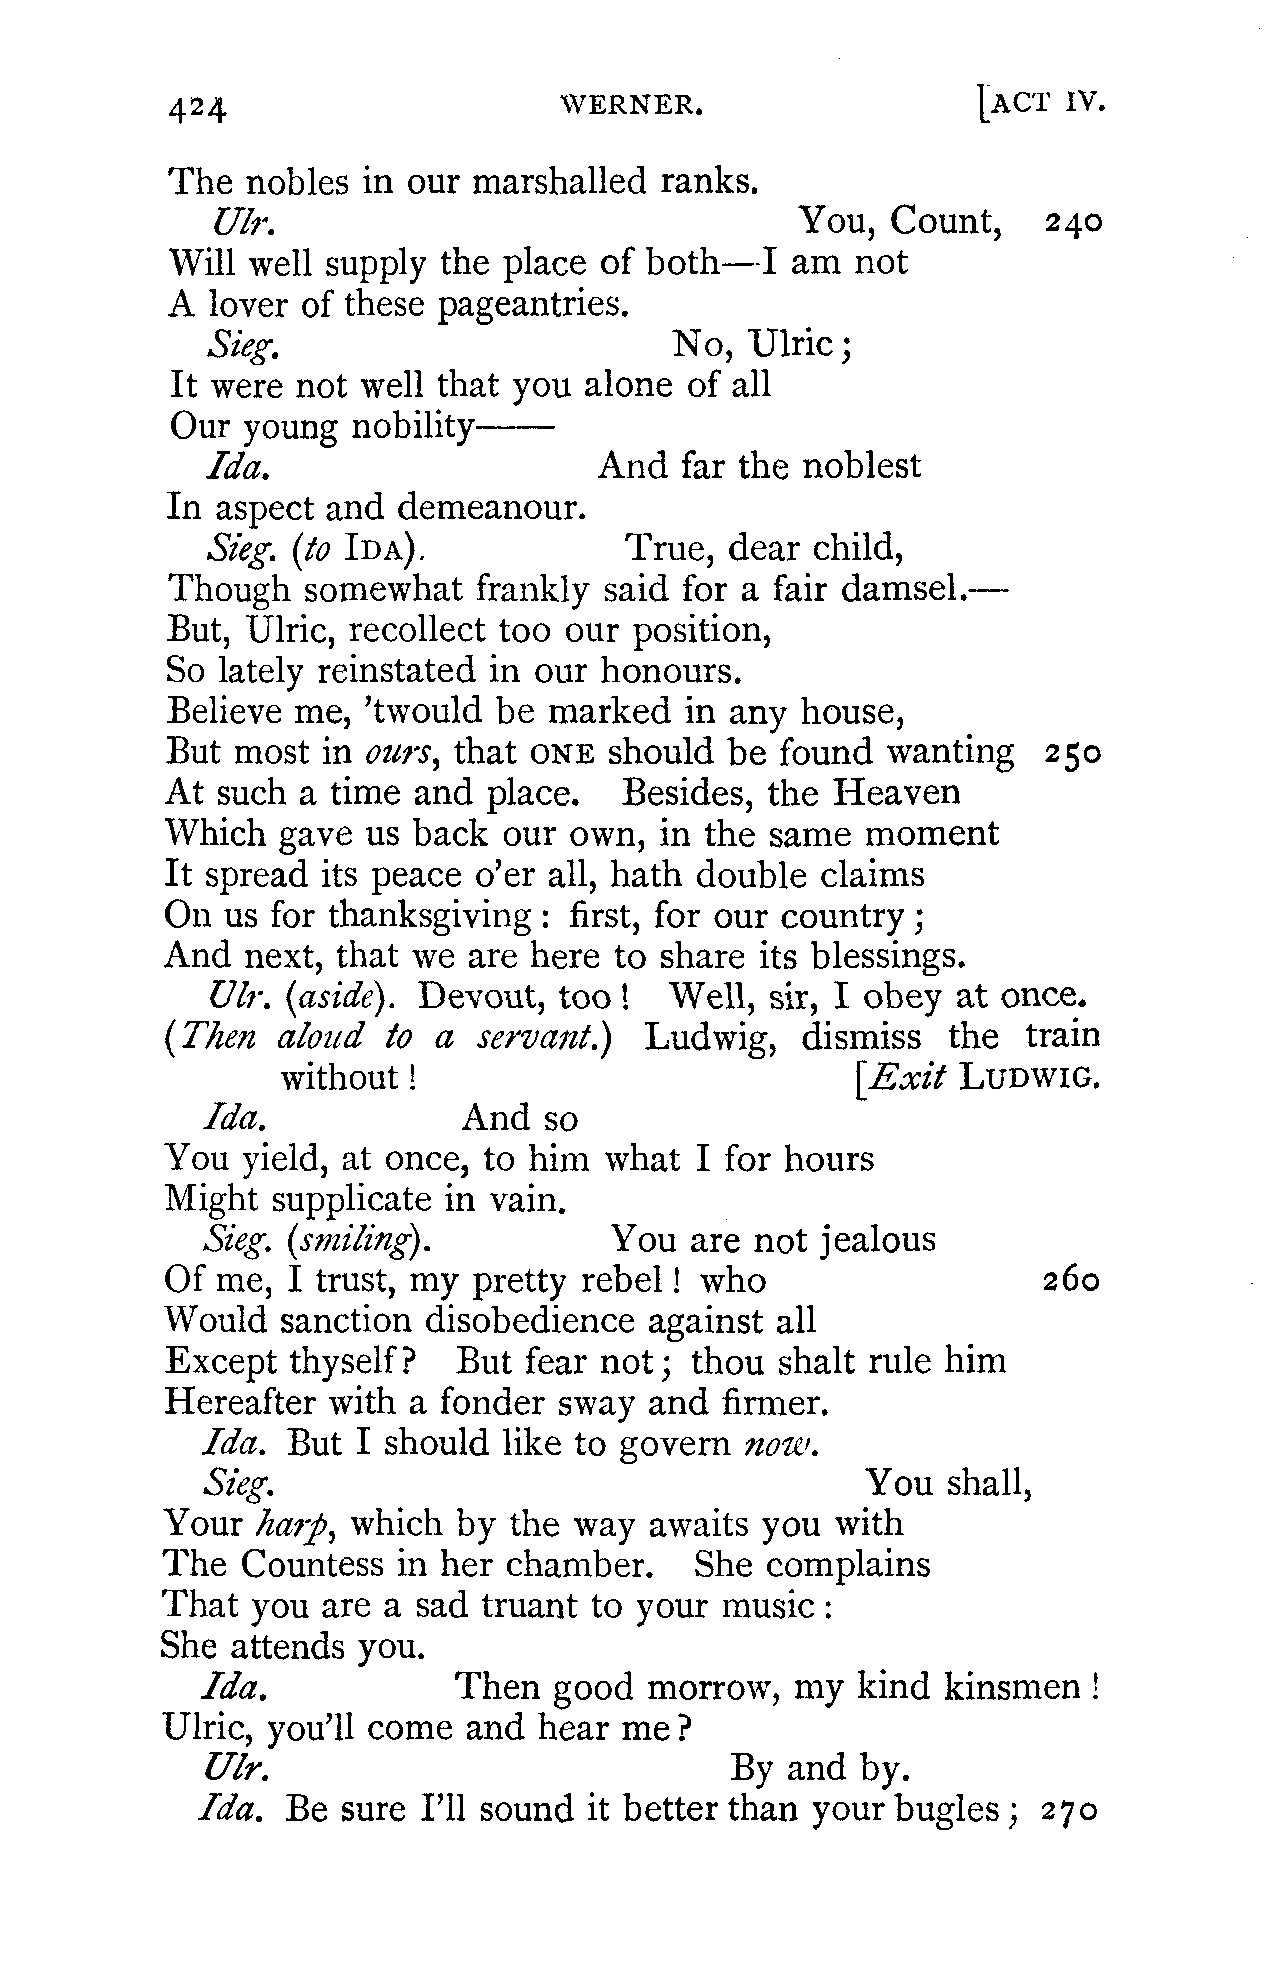 424 WERNER. [ACT IV.
The nobles in our marshalled ranks.
Ulr. You, Count, 240
Will well supply the place of both—I am not
A lover of these pageantries.
Sieg. No, Ulric;
It were not well that you alone of all
Our young nobility——
Ida. And far the noblest
In aspect and demeanour.
Sieg. (to IDA). True, dear child,
Though somewhat frankly said for a fair damsel.—
But, Ulric, recollect too our position,
So lately reinstated in our honours.
Believe me, 'twould be marked in any house,
But most in ours, that ONE should be found wanting 250
At such a time and place. Besides, the Heaven
Which gave us back our own, in the same moment
It spread its peace o'er all, hath double claims
On us for thanksgiving: first, for our country;
And next, that we are here to share its blessings.
Ulr. (aside). Devout, too! Well, sir, I obey at once.
(Then aloud to a servant.) Ludwig, dismiss the train
without! [Exit LUDWIG.
Ida. And so
You yield, at once, to him what I for hours
Might supplicate in vain.
Sieg. (smiling). You are not jealous
Of me, I trust, my pretty rebel! who 260
Would sanction disobedience against all
Except thyself? But fear not; thou shalt rule him
Hereafter with a fonder sway and firmer.
Ida. But I should like to govern now.
Sieg. You shall,
Your harp, which by the way awaits you with
The Countess in her chamber. She complains
That you are a sad truant to your music:
She attends you.
Ida. Then good morrow, my kind kinsmen!
Ulric, you'll come and hear me?
Ulr. By and by.
Ida. Be sure I'll sound it better than your bugles; 270